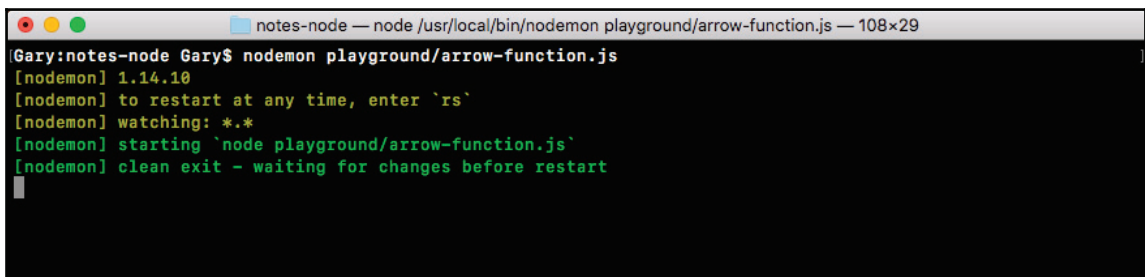 notes-node — node /usr/local/bin/nodemon playground/arrow-function.js — 108×29
[Gary:notes-node Gary$ nodemon playground/arrow-function.js ]
[nodemon] 1.14.10
[nodemon] to restart at any time, enter `rs`
[nodemon] watching: *.*
[nodemon] starting `node playground/arrow-function.js`
[nodemon] clean exit – waiting for changes before restart